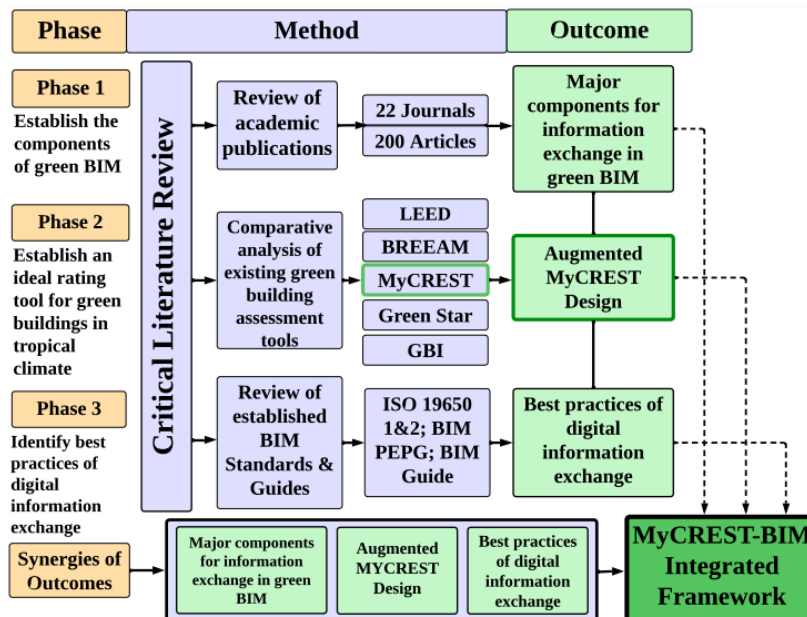 Phase
Method
Outcome
Phase 1
Establish the
components
of green BIM
Critical Literature Review
Review of
academic
publications
22 Journals
200 Articles
Major
components for
information
exchange in
green BIM
Phase 2
Establish an
ideal rating
tool for green
buildings in
tropical
climate
Comparative
analysis of
existing green
building
assessment
tools
LEED
BREEAM
MyCREST
Green Star
GBI
Augmented
MyCREST
Design
Phase 3
Identify best
practices of
digital
information
exchange
Review of
established
BIM
Standards &
Guides
ISO 19650
1&2; BIM
PEPG; BIM
Guide
Best practices of
digital
information
exchange
Synergies of
Outcomes
Major components
for information
exchange in green
BIM
Augmented
MYCREST
Design
Best practices
of digital
information
exchange
MyCREST-BIM
Integrated
Framework